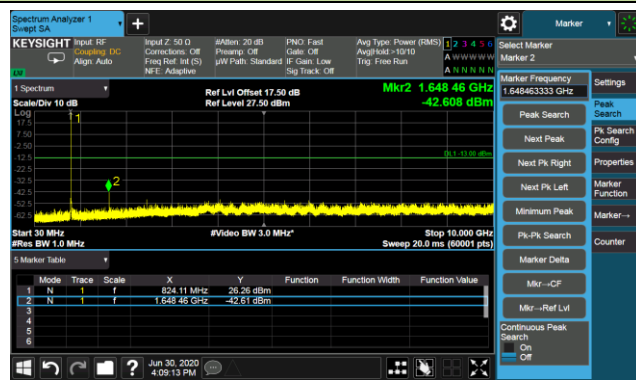 Spectrum Analyzer 1
Swept SA
+
Marker
KEYSIGHT
Input: RF
Coupling: DC
Align: Auto
Input Z: 50 Ω
Corrections: Off
Freq Ref: Int (S)
NFE: Adaptive
#Atten: 20 dB
Preamp: Off
µW Path: Standard
PNO: Fast
Gate: Off
IF Gain: Low
Sig Track: Off
Avg Type: Power (RMS)
Avg|Hold:>10/10
Trig: Free Run
1 2 3 4 5 6
A W W W W W
A N N N N N
Select Marker
Marker 2
1 Spectrum
Scale/Div 10 dB
Log
Ref Lvl Offset 17.50 dB
Ref Level 27.50 dBm
Mkr2 1.648 46 GHz
-42.608 dBm
17.5
7.50
-2.50
-12.5
-22.5
-32.5
-42.5
-52.5
-62.5
1
2
DL1 -13.00 dBm
Start 30 MHz
#Res BW 1.0 MHz
#Video BW 3.0 MHz*
Stop 10.000 GHz
Sweep 20.0 ms (60001 pts)
5 Marker Table
Mode Trace Scale X Y Function Function Width Function Value
1 N 1 f 824.11 MHz 26.26 dBm
2 N 1 f 1.648 46 GHz -42.61 dBm
3
4
5
6
Marker Frequency
1.648463333 GHz
Peak Search
Next Peak
Next Pk Right
Next Pk Left
Minimum Peak
Pk-Pk Search
Marker Delta
Mkr→CF
Mkr→Ref Lvl
Continuous Peak
Search
On
Off
Settings
Peak
Search
Pk Search
Config
Properties
Marker
Function
Marker→
Counter
?
Jun 30, 2020
4:09:13 PM